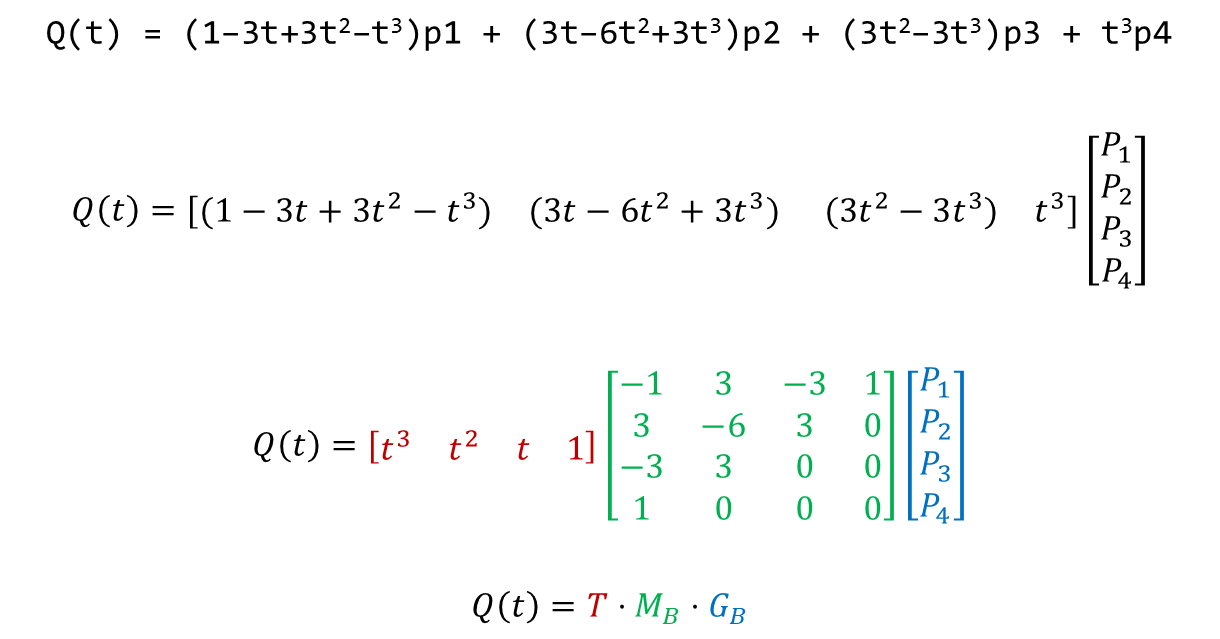 Q(t) = (1−3t+3t²−t³)p1 + (3t−6t²+3t³)p2 + (3t²−3t³)p3 + t³p4
Q(t) = [(1 − 3t + 3t² − t³) (3t − 6t² + 3t³) (3t² − 3t³) t³] [P₁ P₂ P₃ P₄]
Q(t) = [t³ t² t 1] [−1 3 −3 1
3 −6 3 0
−3 3 0 0
1 0 0 0] [P₁ P₂ P₃ P₄]
Q(t) = T · M_B · G_B